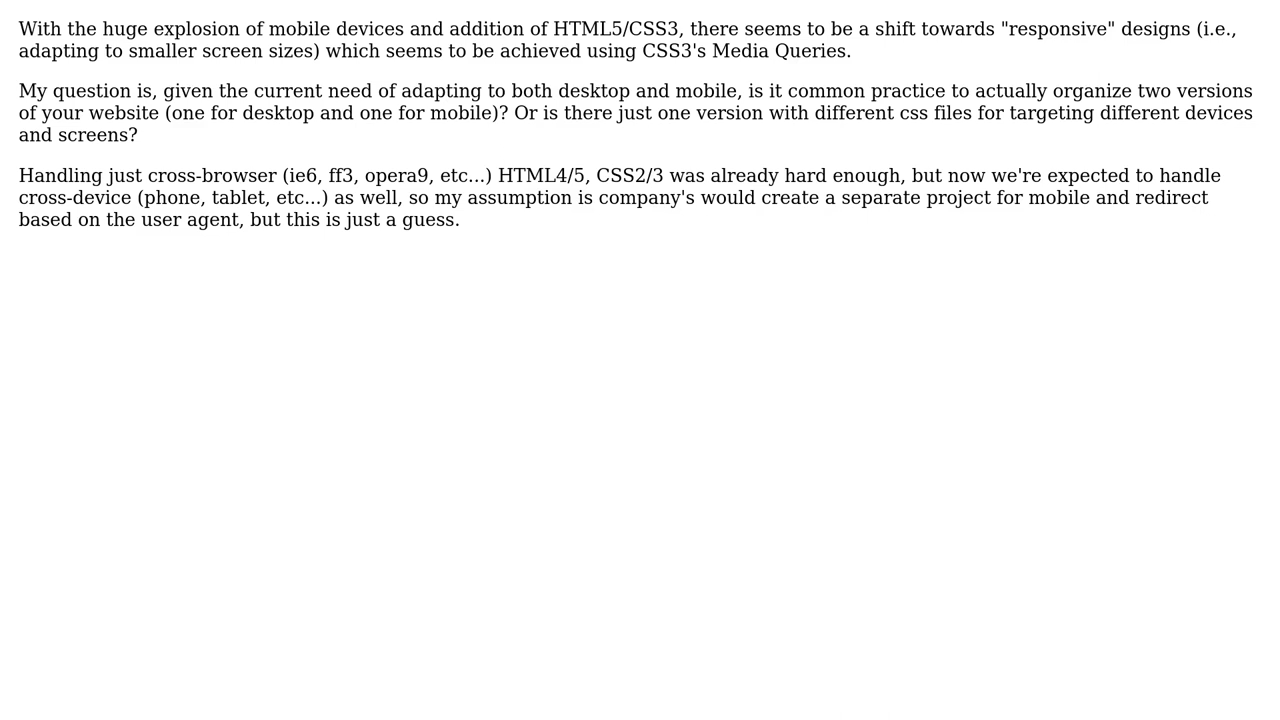 With the huge explosion of mobile devices and addition of HTML5/CSS3, there seems to be a shift towards "responsive" designs (i.e.,
adapting to smaller screen sizes) which seems to be achieved using CSS3's Media Queries.
My question is, given the current need of adapting to both desktop and mobile, is it common practice to actually organize two versions
of your website (one for desktop and one for mobile)? Or is there just one version with different css files for targeting different devices
and screens?
Handling just cross-browser (ie6, ff3, opera9, etc...) HTML4/5, CSS2/3 was already hard enough, but now we're expected to handle
cross-device (phone, tablet, etc...) as well, so my assumption is company's would create a separate project for mobile and redirect
based on the user agent, but this is just a guess.